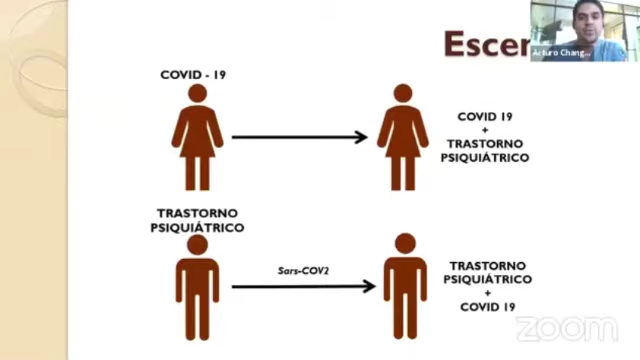 Escen
Arturo Chang...
COVID - 19
COVID 19
+
TRASTORNO
PSIQUIÁTRICO
TRASTORNO
PSIQUIÁTRICO
Sars-COV2
TRASTORNO
PSIQUIÁTRICO
+
COVID 19
zoom